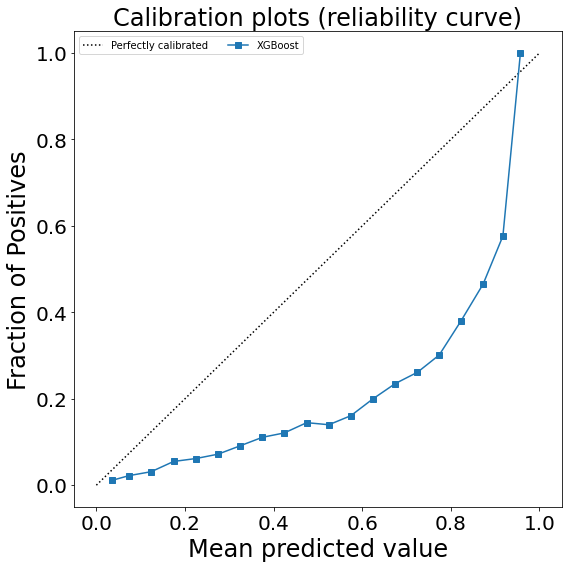 Calibration plots (reliability curve)
Perfectly calibrated XGBoost
1.0
0.8
0.6
0.4
0.2
0.0
Fraction of Positives
0.0 0.2 0.4 0.6 0.8 1.0
Mean predicted value